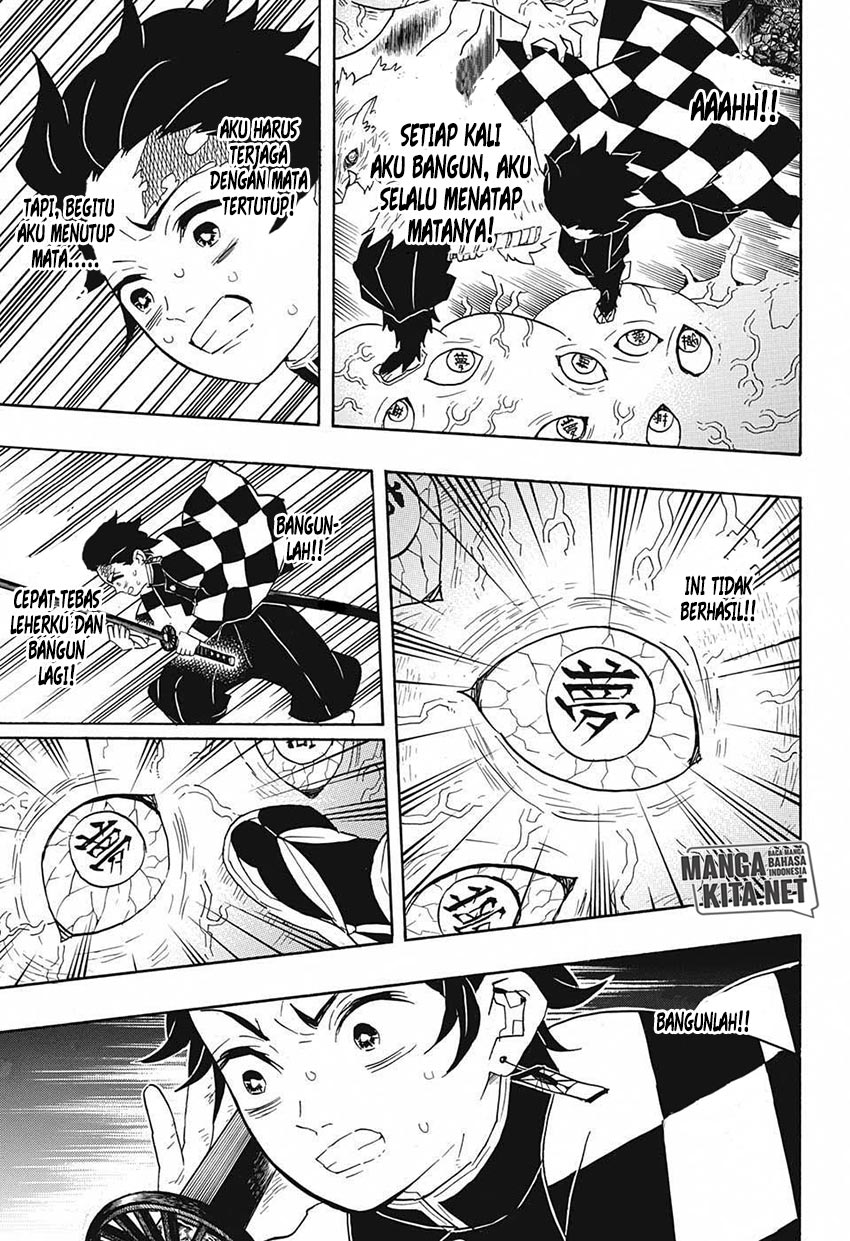 AAAHH!!
SETIAP KALI
AKU BANGUN, AKU
SELALU MENATAP
MATANYA!
夢
夢
夢
AKU HARUS
TERJAGA
DENGAN MATA
TERTUTUP!
TAPI, BEGITU
AKU MENUTUP
MATA.....
INI TIDAK
BERHASIL!!
夢
BANGUN-
LAH!!
CEPAT TEBAS
LEHERKU DAN
BANGUN
LAGI!
夢
MANGA
KITA.NET
BACA MANGA
BAHASA
INDONESIA
BANGUNLAH!!